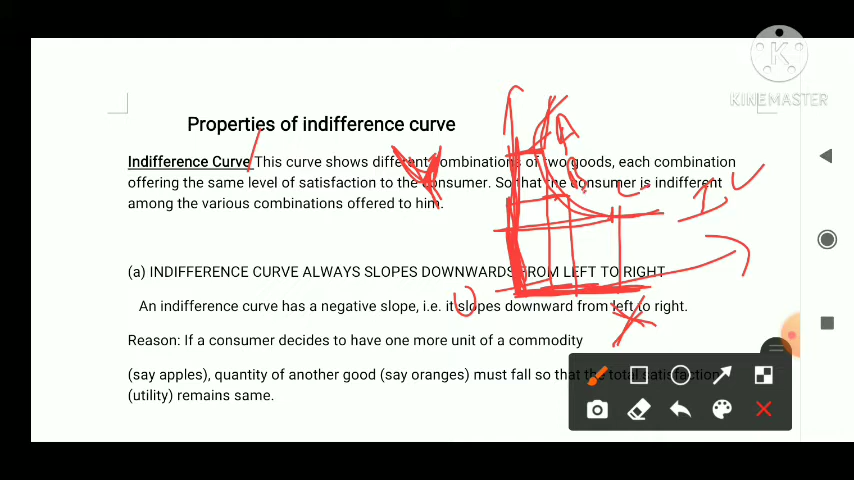 KINEMASTER
Properties of indifference curve
Indifference Curve This curve shows different combinations of two goods, each combination
offering the same level of satisfaction to the consumer. So that the consumer is indifferent
among the various combinations offered to him.
A
B
C
IC
(a) INDIFFERENCE CURVE ALWAYS SLOPES DOWNWARDS FROM LEFT TO RIGHT
An indifference curve has a negative slope, i.e. it slopes downward from left to right.
O
X
Reason: If a consumer decides to have one more unit of a commodity
(say apples), quantity of another good (say oranges) must fall so that the total satisfaction
(utility) remains same.